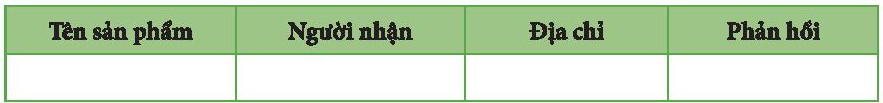 Tên sản phẩm Người nhận Địa chỉ Phản hồi